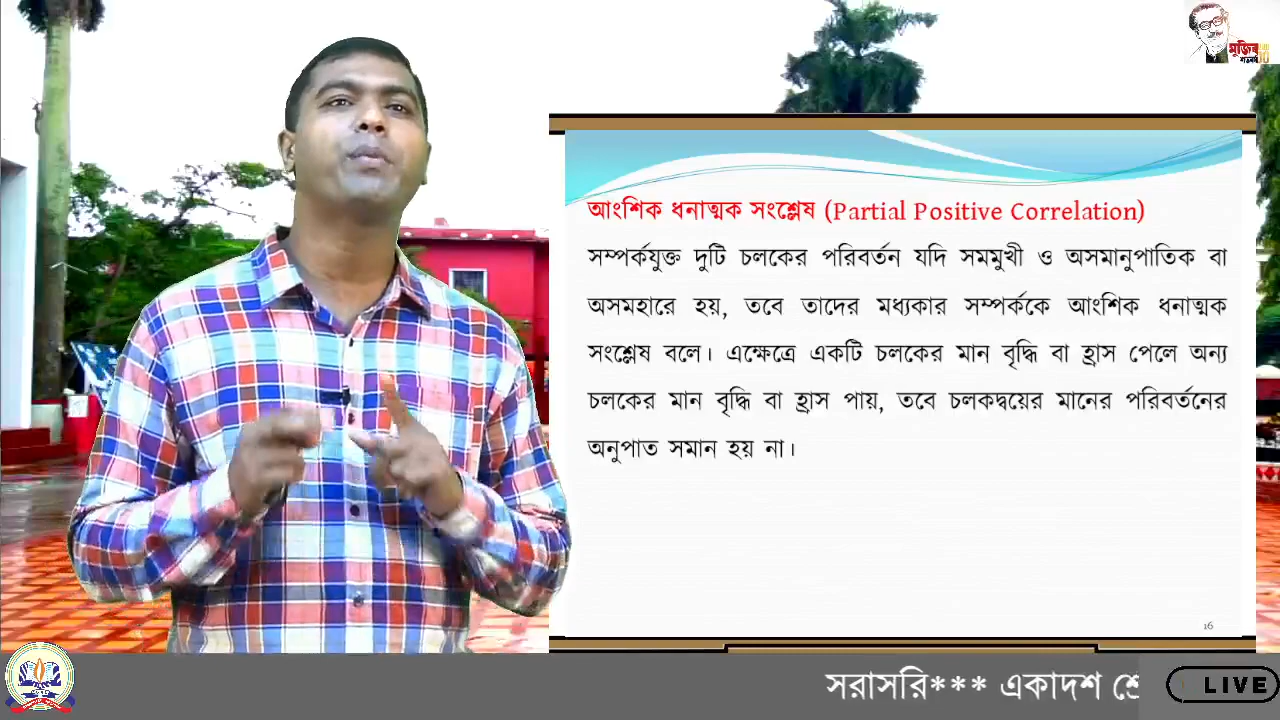 মুজিব
100
আংশিক ধনাত্মক সংশ্লেষ (Partial Positive Correlation)
সম্পর্কযুক্ত দুটি চলকের পরিবর্তন যদি সমমুখী ও অসমানুপাতিক বা
অসমহারে হয়, তবে তাদের মধ্যকার সম্পর্ককে আংশিক ধনাত্মক
সংশ্লেষ বলে। এক্ষেত্রে একটি চলকের মান বৃদ্ধি বা হ্রাস পেলে অন্য
চলকের মান বৃদ্ধি বা হ্রাস পায়, তবে চলকদ্বয়ের মানের পরিবর্তনের
অনুপাত সমান হয় না।
16
সরাসরি*** একাদশ শ্রে
LIVE